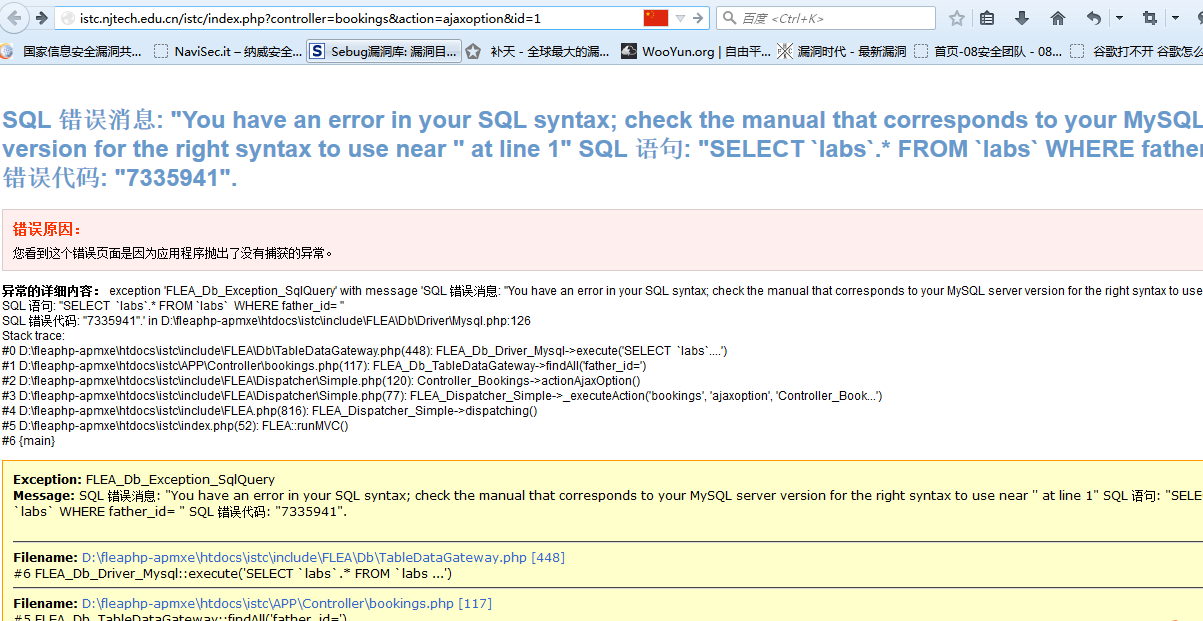 istc.njtech.edu.cn/istc/index.php?controller=bookings&action=ajaxoption&id=1
百度 <Ctrl+K>
国家信息安全漏洞共... NaviSec.it – 纳威安全... Sebug漏洞库: 漏洞目... 补天 - 全球最大的漏... WooYun.org | 自由平... 漏洞时代 - 最新漏洞 首页-08安全团队 - 08... 谷歌打不开 谷歌怎么
SQL 错误消息: "You have an error in your SQL syntax; check the manual that corresponds to your MySQL
version for the right syntax to use near '' at line 1" SQL 语句: "SELECT `labs`.* FROM `labs` WHERE father
错误代码: "7335941".
错误原因：
您看到这个错误页面是因为应用程序抛出了没有捕获的异常。
异常的详细内容： exception 'FLEA_Db_Exception_SqlQuery' with message 'SQL 错误消息: "You have an error in your SQL syntax; check the manual that corresponds to your MySQL server version for the right syntax to use
SQL 语句: "SELECT `labs`.* FROM `labs` WHERE father_id= "
SQL 错误代码: "7335941".' in D:\fleaphp-apmxe\htdocs\istc\include\FLEA\Db\Driver\Mysql.php:126
Stack trace:
#0 D:\fleaphp-apmxe\htdocs\istc\include\FLEA\Db\TableDataGateway.php(448): FLEA_Db_Driver_Mysql->execute('SELECT `labs`....')
#1 D:\fleaphp-apmxe\htdocs\istc\APP\Controller\bookings.php(117): FLEA_Db_TableDataGateway->findAll('father_id=')
#2 D:\fleaphp-apmxe\htdocs\istc\include\FLEA\Dispatcher\Simple.php(120): Controller_Bookings->actionAjaxOption()
#3 D:\fleaphp-apmxe\htdocs\istc\include\FLEA\Dispatcher\Simple.php(77): FLEA_Dispatcher_Simple->_executeAction('bookings', 'ajaxoption', 'Controller_Book...')
#4 D:\fleaphp-apmxe\htdocs\istc\include\FLEA.php(816): FLEA_Dispatcher_Simple->dispatching()
#5 D:\fleaphp-apmxe\htdocs\istc\index.php(52): FLEA::runMVC()
#6 {main}
Exception: FLEA_Db_Exception_SqlQuery
Message: SQL 错误消息: "You have an error in your SQL syntax; check the manual that corresponds to your MySQL server version for the right syntax to use near '' at line 1" SQL 语句: "SELE
`labs` WHERE father_id= " SQL 错误代码: "7335941".
Filename: D:\fleaphp-apmxe\htdocs\istc\include\FLEA\Db\TableDataGateway.php [448]
#6 FLEA_Db_Driver_Mysql::execute('SELECT `labs`.* FROM `labs ...')
Filename: D:\fleaphp-apmxe\htdocs\istc\APP\Controller\bookings.php [117]
#5 FLEA_Db_TableDataGateway::findAll('father_id=')